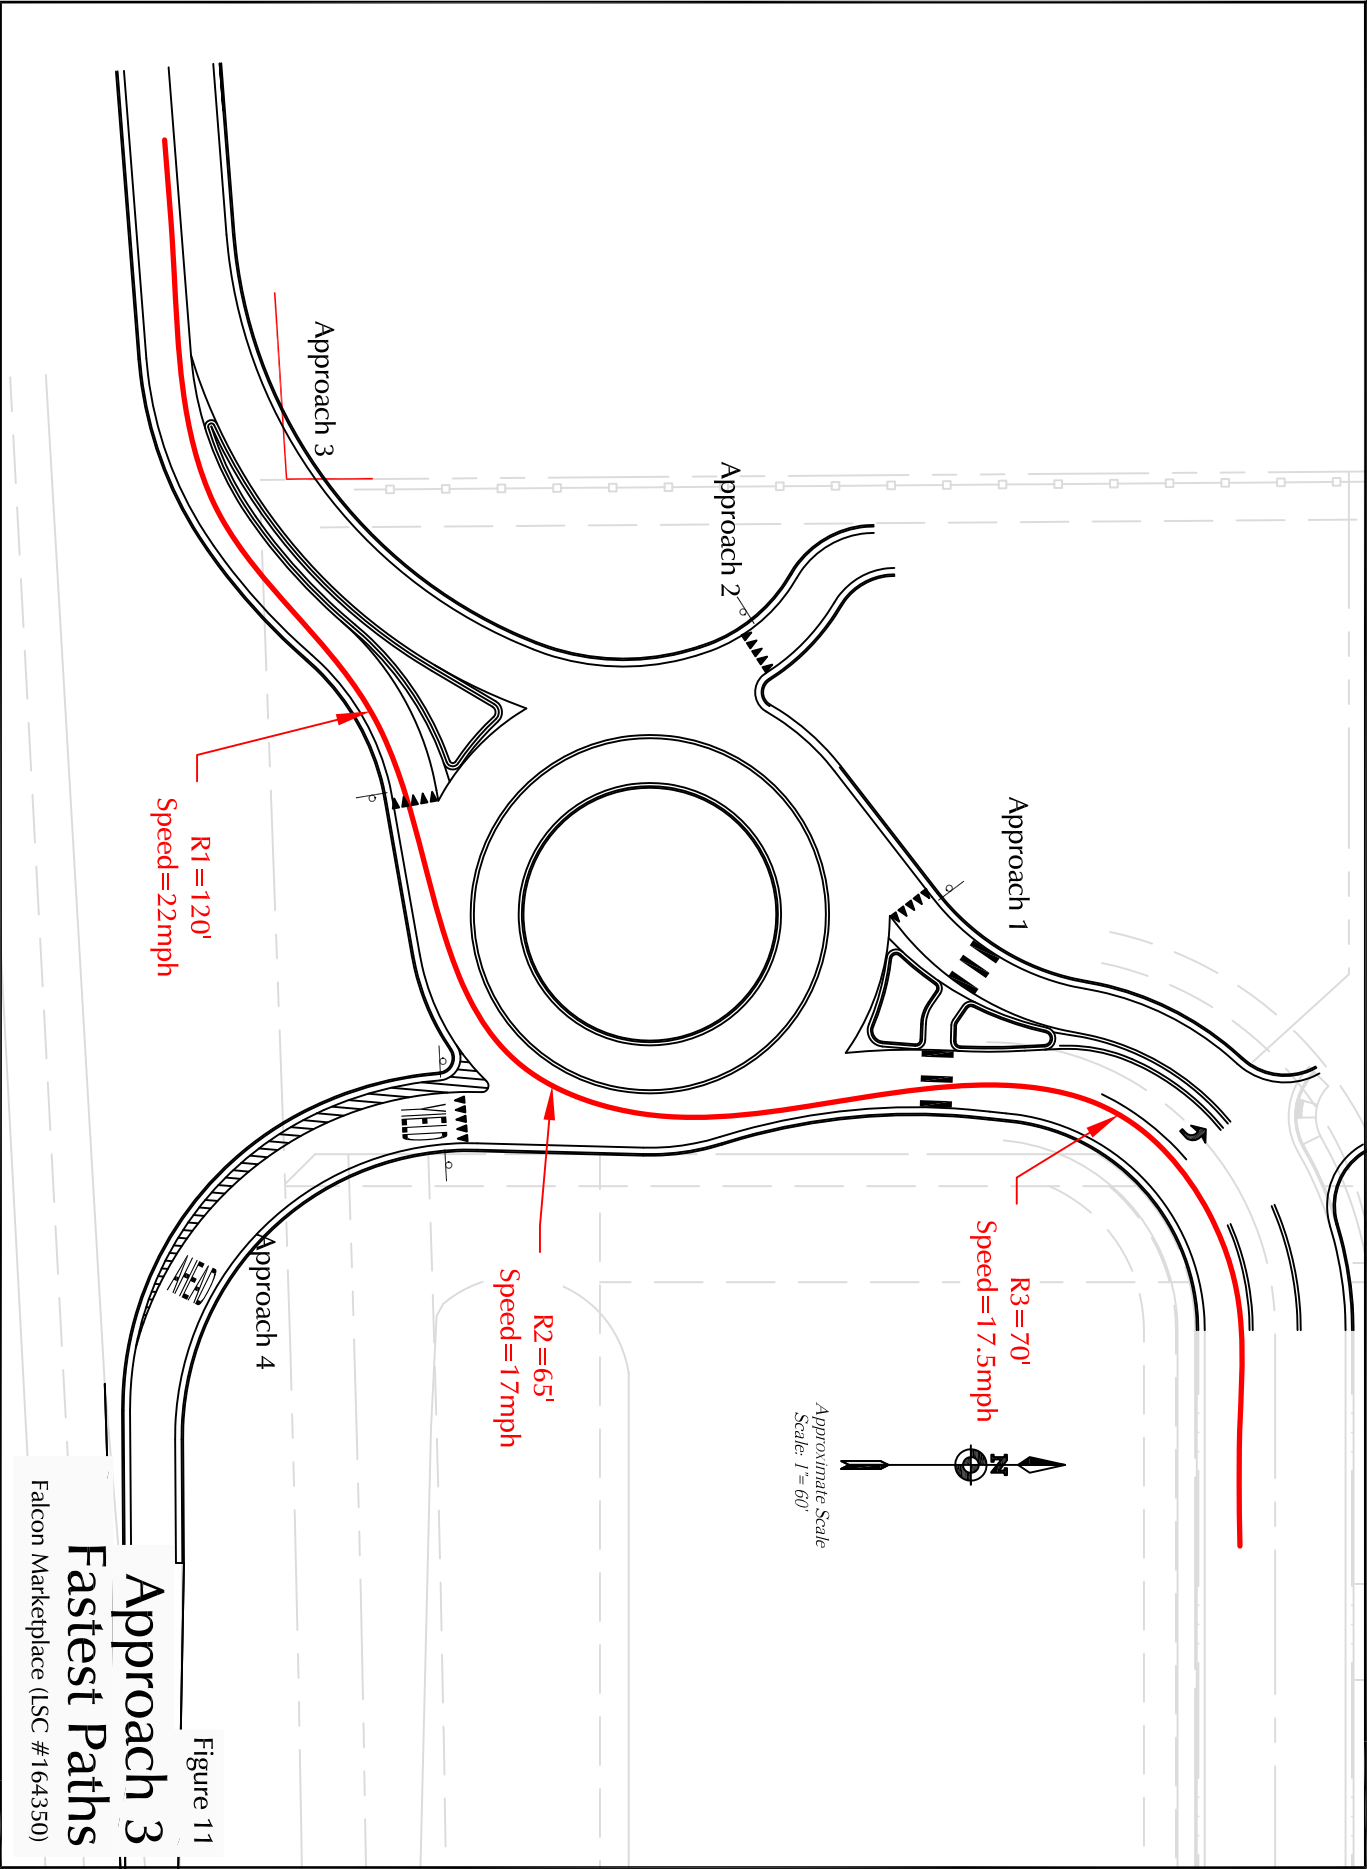 Approach 3
Approach 2
Approach 1
Approach 4
R1=120'
Speed=22mph
R2=65'
Speed=17mph
R3=70'
Speed=17.5mph
YIELD
AHEAD
N
Approximate Scale
Scale: 1"= 60'
Figure 11
Approach 3
Fastest Paths
Falcon Marketplace (LSC #164350)